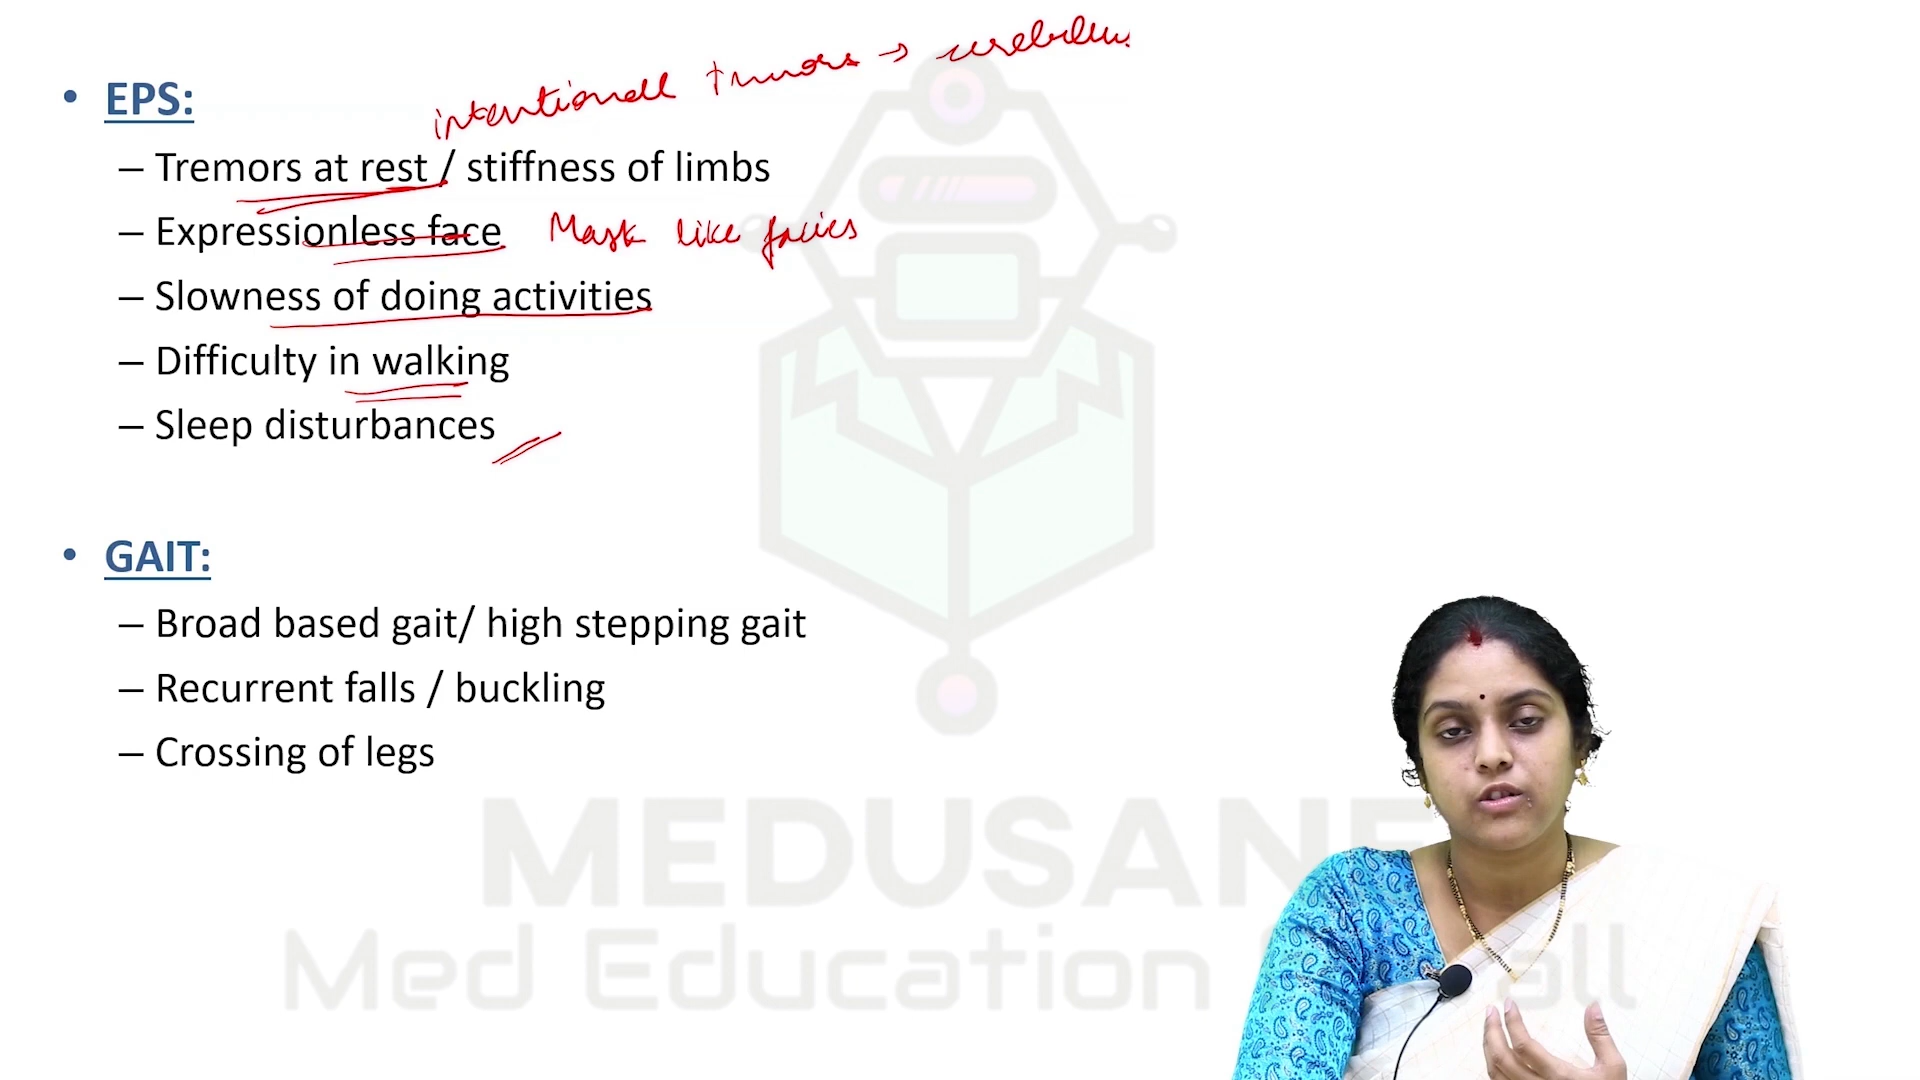 intentionall tremors → cerebellum
• EPS:
– Tremors at rest / stiffness of limbs
– Expressionless face Mask like facies
– Slowness of doing activities
– Difficulty in walking
– Sleep disturbances
• GAIT:
– Broad based gait/ high stepping gait
– Recurrent falls / buckling
– Crossing of legs
MEDUSANE
Med Education all